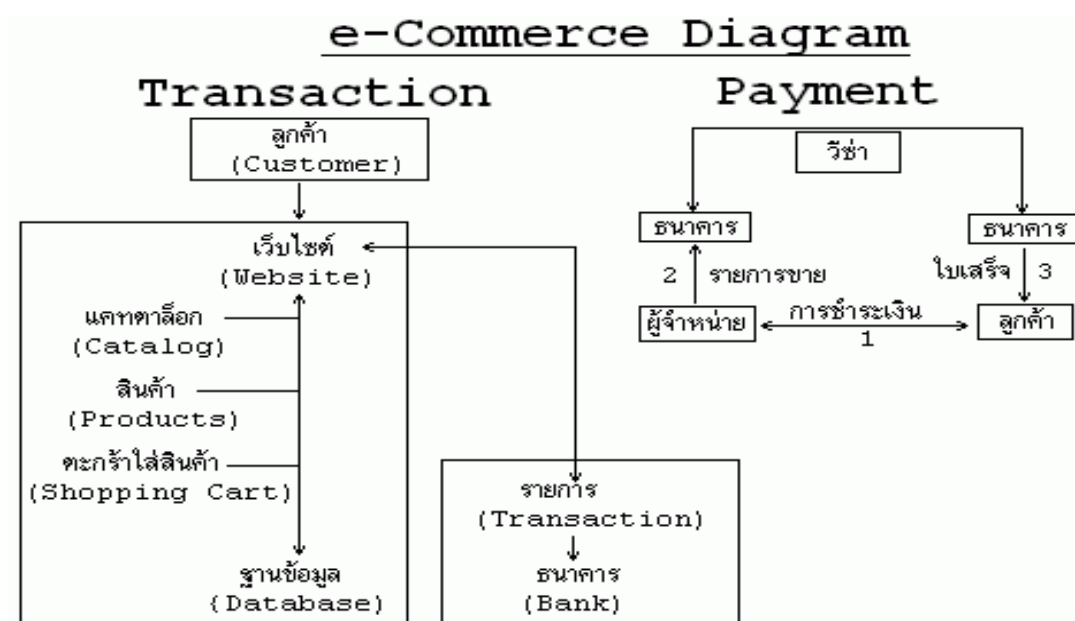 e-Commerce Diagram
Transaction
ลูกค้า
(Customer)
เว็บไซต์
(Website)
แคทตาล็อก
(Catalog)
สินค้า
(Products)
ตะกร้าใส่สินค้า
(Shopping Cart)
ฐานข้อมูล
(Database)
รายการ
(Transaction)
ธนาคาร
(Bank)
Payment
วีซ่า
ธนาคาร
ธนาคาร
2 รายการขาย
ใบเสร็จ 3
ผู้จำหน่าย
การชำระเงิน
1
ลูกค้า